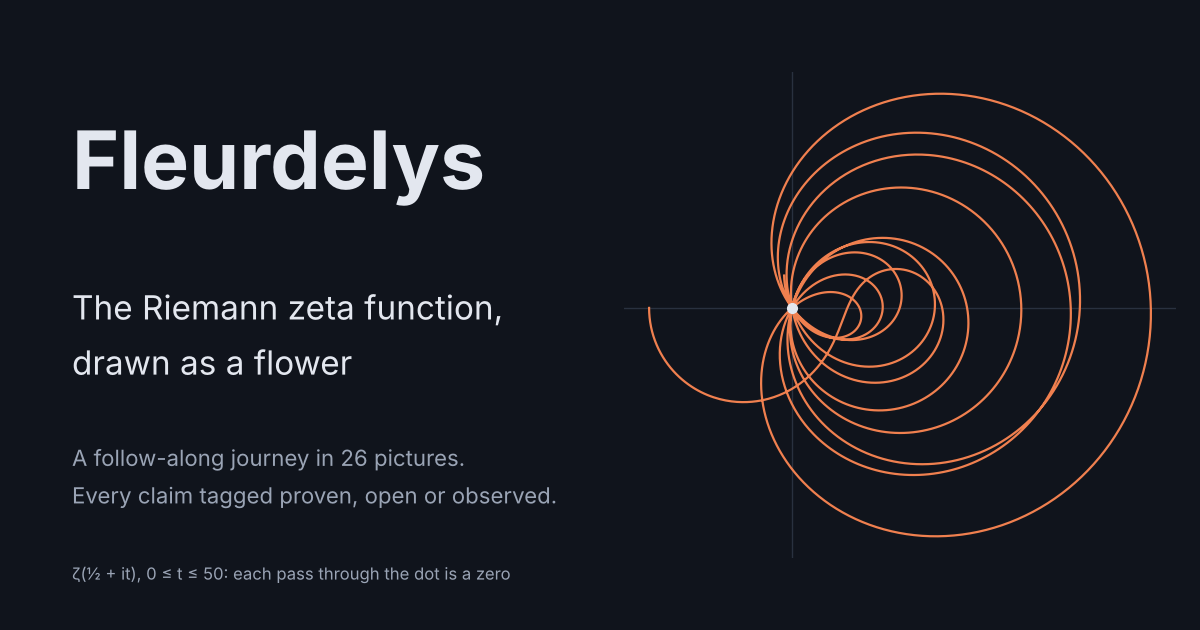 Fleurdelys
The Riemann zeta function,
drawn as a flower
A follow-along journey in 26 pictures.
Every claim tagged proven, open or observed.
ζ(½ + it), 0 ≤ t ≤ 50: each pass through the dot is a zero